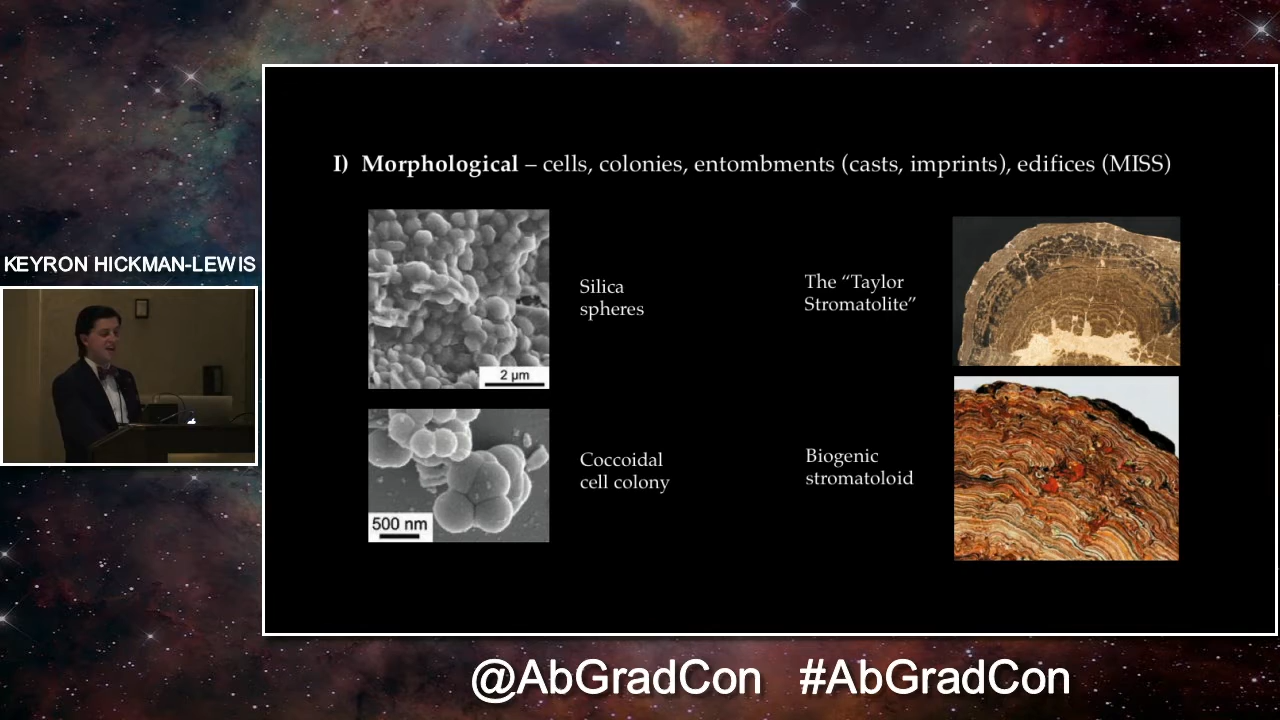 KEYRON HICKMAN-LEWIS
I) Morphological – cells, colonies, entombments (casts, imprints), edifices (MISS)
2 µm
Silica
spheres
The “Taylor
Stromatolite”
500 nm
Coccoidal
cell colony
Biogenic
stromatoloid
@AbGradCon #AbGradCon